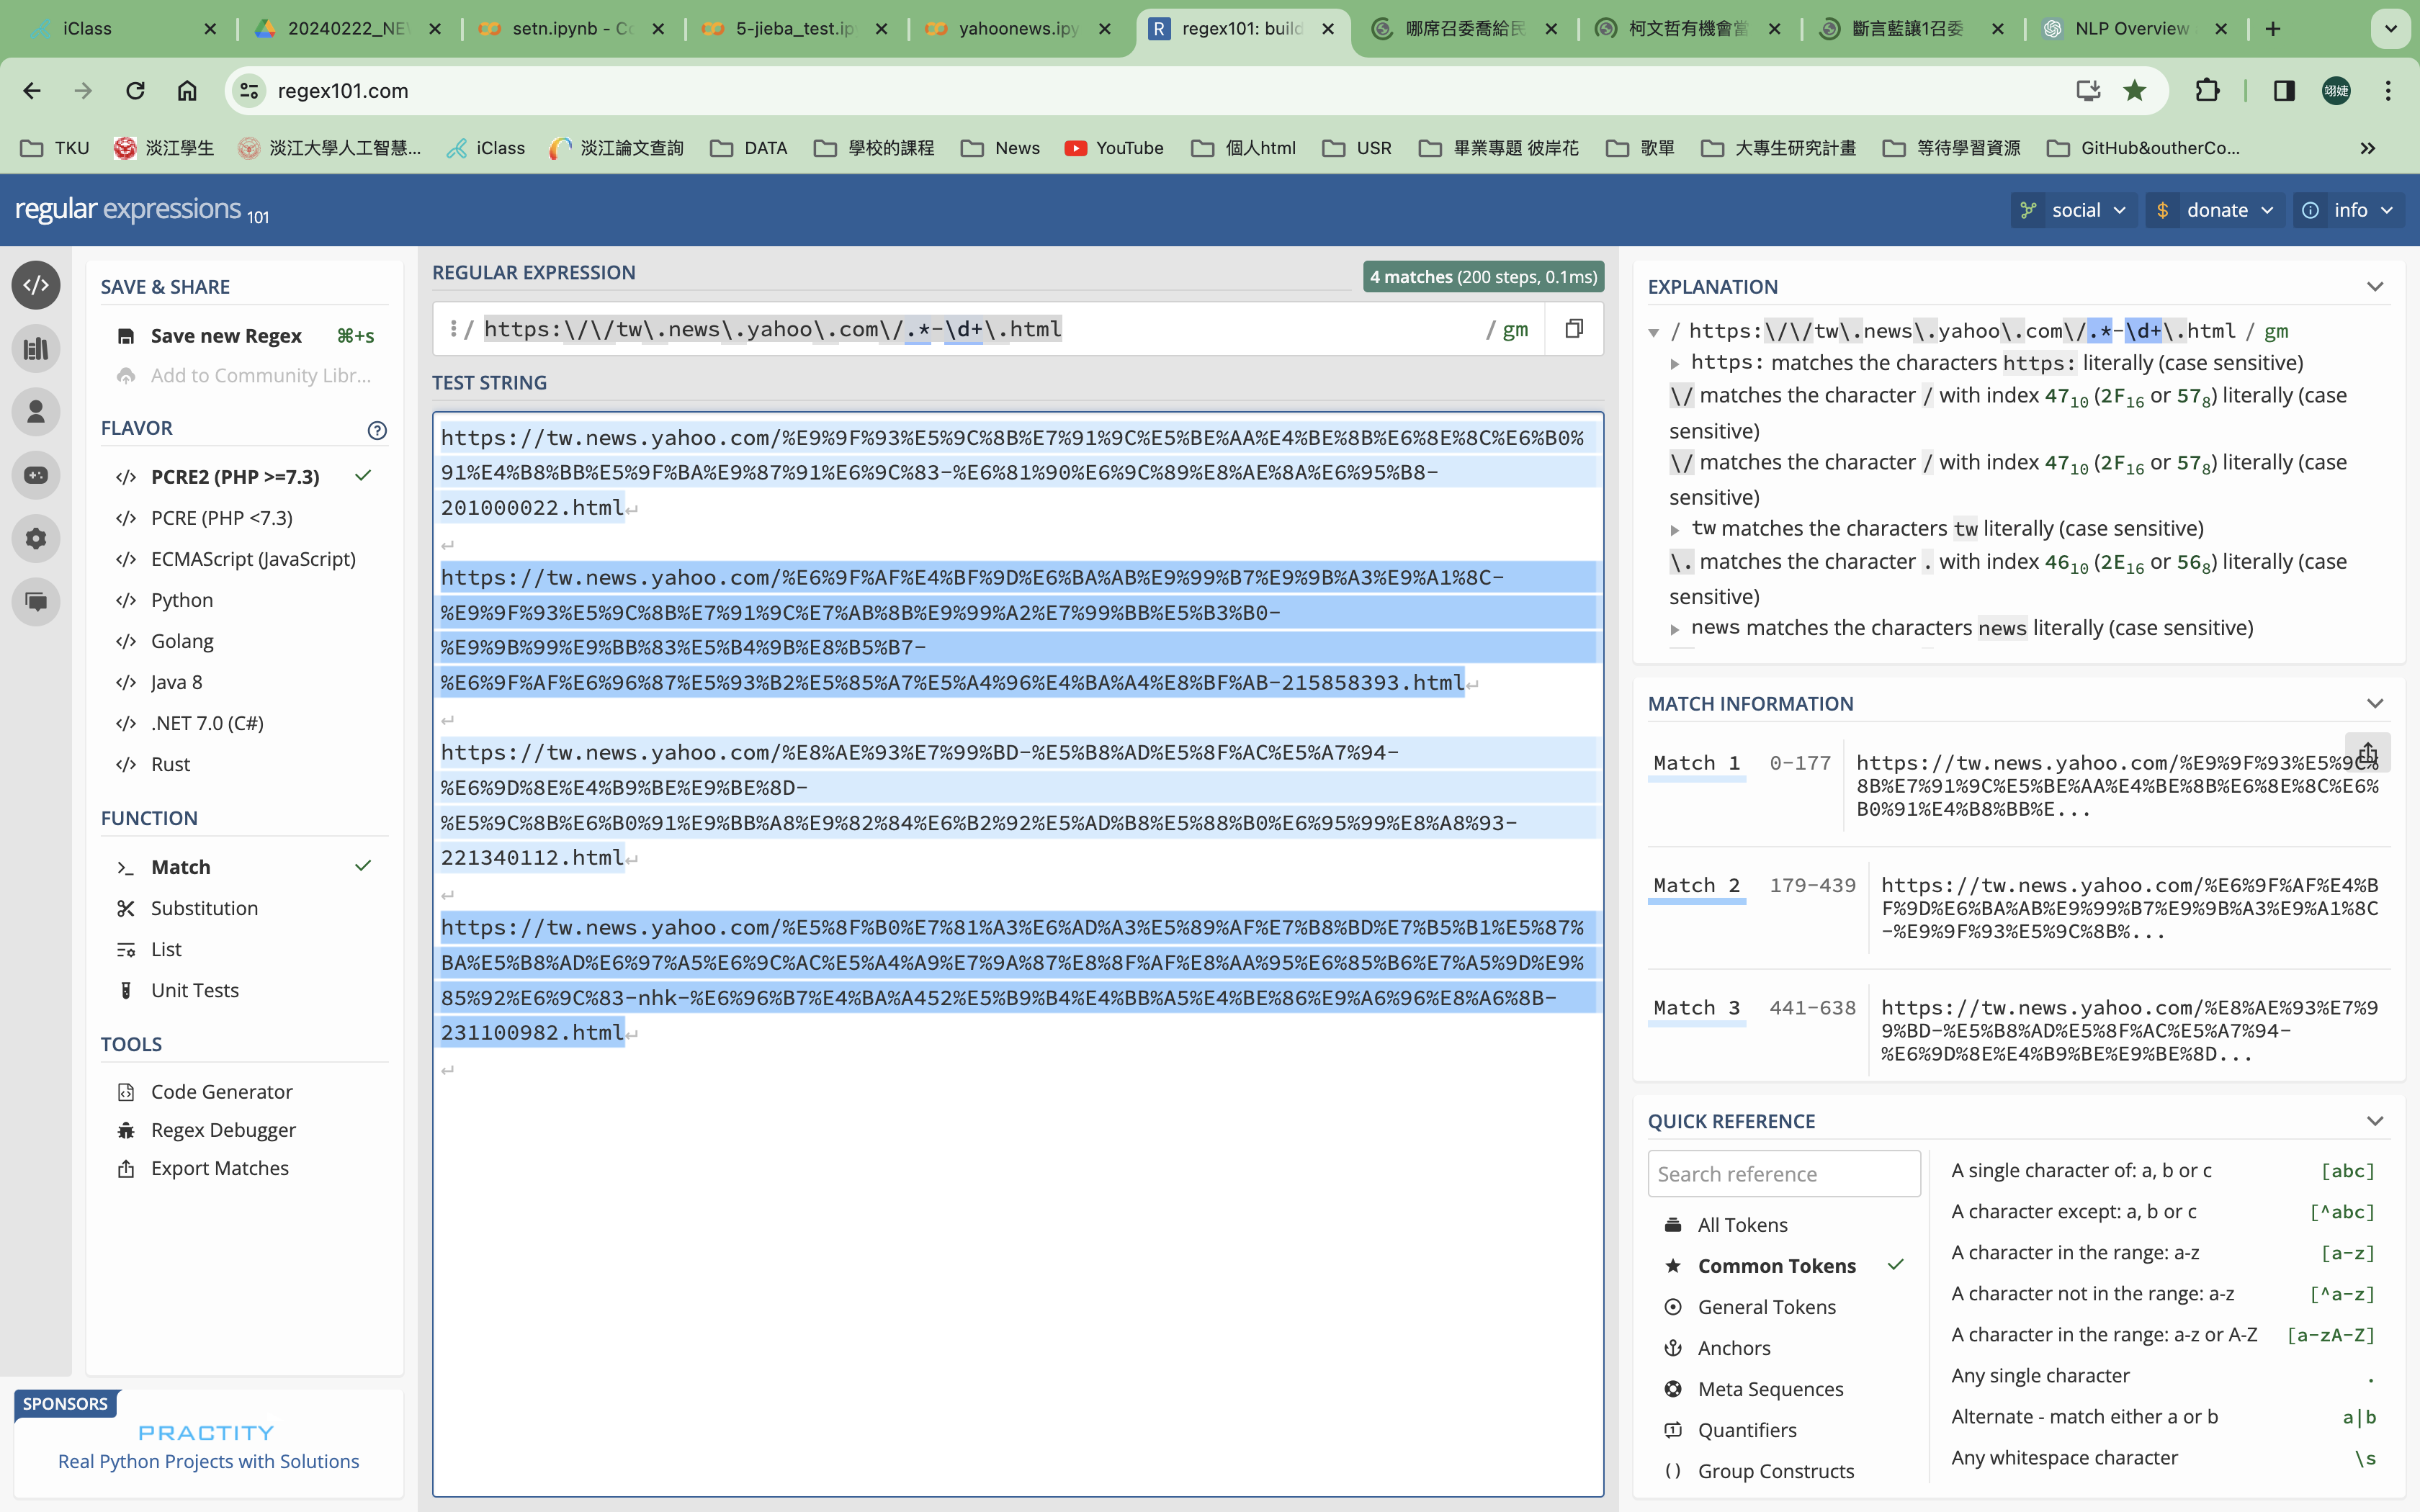 iClass
20240222_NEV
setn.ipynb - Co
5-jieba_test.ip
yahoonews.ipy
regex101: build
哪席召委喬給民
柯文哲有機會當
斷言藍讓1召委
NLP Overview
regex101.com
翊婕
TKU
淡江學生
淡江大學人工智慧...
iClass
淡江論文查詢
DATA
學校的課程
News
YouTube
個人html
USR
畢業專題 彼岸花
歌單
大專生研究計畫
等待學習資源
GitHub&outherCo...
regular expressions 101
social
donate
info
SAVE & SHARE
Save new Regex ⌘+s
Add to Community Libr...
FLAVOR
PCRE2 (PHP >=7.3)
PCRE (PHP <7.3)
ECMAScript (JavaScript)
Python
Golang
Java 8
.NET 7.0 (C#)
Rust
FUNCTION
Match
Substitution
List
Unit Tests
TOOLS
Code Generator
Regex Debugger
Export Matches
SPONSORS
PRACTITY
Real Python Projects with Solutions
REGULAR EXPRESSION
4 matches (200 steps, 0.1ms)
/ https:\/\/tw\.news\.yahoo\.com\/.*-\d+\.html / gm
TEST STRING
https://tw.news.yahoo.com/%E9%9F%93%E5%9C%8B%E7%91%9C%E5%BE%AA%E4%BE%8B%E6%8E%8C%E6%B0%
91%E4%B8%BB%E5%9F%BA%E9%87%91%E6%9C%83-%E6%81%90%E6%9C%89%E8%AE%8A%E6%95%B8-
201000022.html
https://tw.news.yahoo.com/%E6%9F%AF%E4%BF%9D%E6%BA%AB%E9%99%B7%E9%9B%A3%E9%A1%8C-
%E9%9F%93%E5%9C%8B%E7%91%9C%E7%AB%8B%E9%99%A2%E7%99%BB%E5%B3%B0-
%E9%9B%99%E9%BB%83%E5%B4%9B%E8%B5%B7-
%E6%9F%AF%E6%96%87%E5%93%B2%E5%85%A7%E5%A4%96%E4%BA%A4%E8%BF%AB-215858393.html
https://tw.news.yahoo.com/%E8%AE%93%E7%99%BD-%E5%B8%AD%E5%8F%AC%E5%A7%94-
%E6%9D%8E%E4%B9%BE%E9%BE%8D-
%E5%9C%8B%E6%B0%91%E9%BB%A8%E9%82%84%E6%B2%92%E5%AD%B8%E5%88%B0%E6%95%99%E8%A8%93-
221340112.html
https://tw.news.yahoo.com/%E5%8F%B0%E7%81%A3%E6%AD%A3%E5%89%AF%E7%B8%BD%E7%B5%B1%E5%87%
BA%E5%B8%AD%E6%97%A5%E6%9C%AC%E5%A4%A9%E7%9A%87%E8%8F%AF%E8%AA%95%E6%85%B6%E7%A5%9D%E9%
85%92%E6%9C%83-nhk-%E6%96%B7%E4%BA%A452%E5%B9%B4%E4%BB%A5%E4%BE%86%E9%A6%96%E8%A6%8B-
231100982.html
EXPLANATION
/ https:\/\/tw\.news\.yahoo\.com\/.*-\d+\.html / gm
https: matches the characters https: literally (case sensitive)
\/ matches the character / with index 47₁₀ (2F₁₆ or 57₈) literally (case
sensitive)
\/ matches the character / with index 47₁₀ (2F₁₆ or 57₈) literally (case
sensitive)
tw matches the characters tw literally (case sensitive)
\. matches the character . with index 46₁₀ (2E₁₆ or 56₈) literally (case
sensitive)
news matches the characters news literally (case sensitive)
MATCH INFORMATION
Match 1 0-177 https://tw.news.yahoo.com/%E9%9F%93%E5%9C%
8B%E7%91%9C%E5%BE%AA%E4%BE%8B%E6%8E%8C%E6%
B0%91%E4%B8%BB%E...
Match 2 179-439 https://tw.news.yahoo.com/%E6%9F%AF%E4%B
F%9D%E6%BA%AB%E9%99%B7%E9%9B%A3%E9%A1%8C
-%E9%9F%93%E5%9C%8B%...
Match 3 441-638 https://tw.news.yahoo.com/%E8%AE%93%E7%9
9%BD-%E5%B8%AD%E5%8F%AC%E5%A7%94-
%E6%9D%8E%E4%B9%BE%E9%BE%8D...
QUICK REFERENCE
Search reference
All Tokens
Common Tokens
General Tokens
Anchors
Meta Sequences
Quantifiers
Group Constructs
A single character of: a, b or c [abc]
A character except: a, b or c [^abc]
A character in the range: a-z [a-z]
A character not in the range: a-z [^a-z]
A character in the range: a-z or A-Z [a-zA-Z]
Any single character .
Alternate - match either a or b a|b
Any whitespace character \s